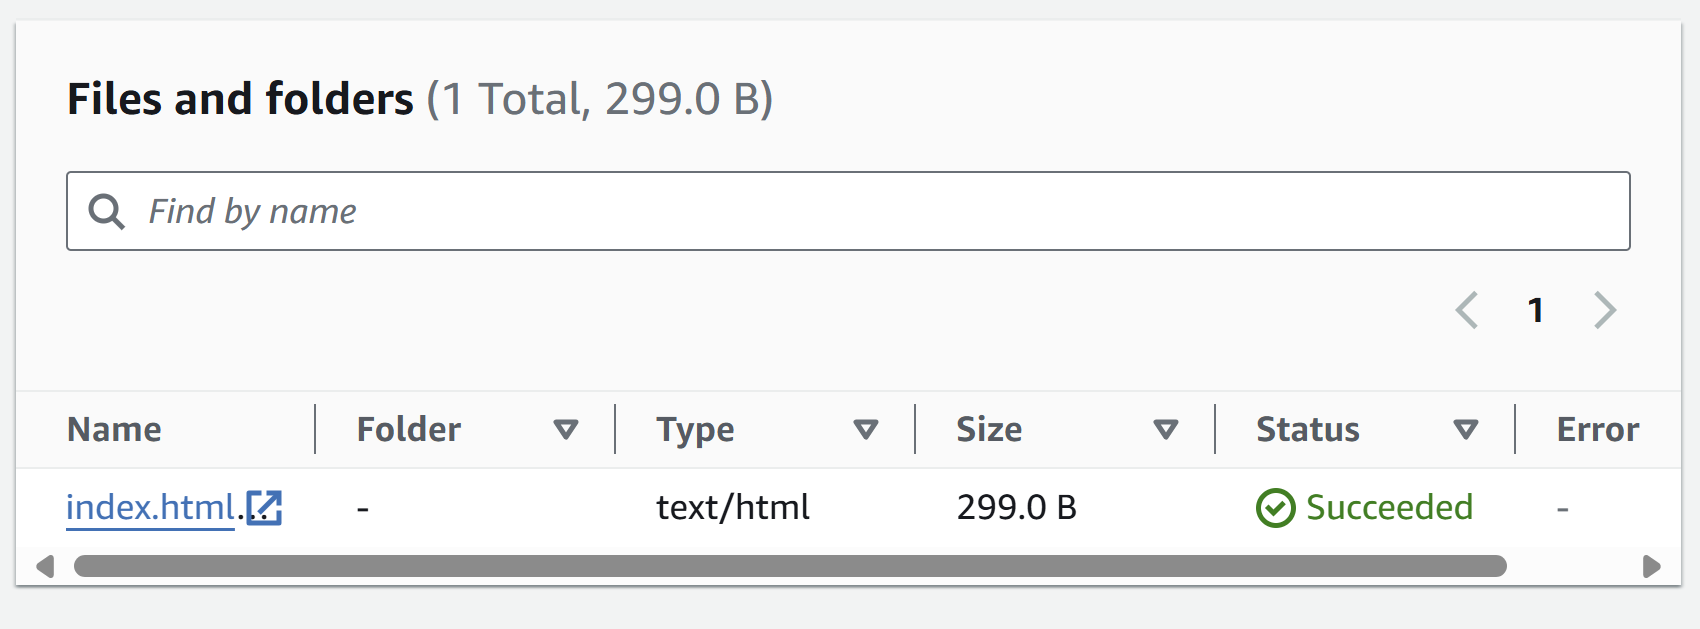 Files and folders (1 Total, 299.0 B)
Find by name
1
Name Folder Type Size Status Error
index.html... - text/html 299.0 B Succeeded -